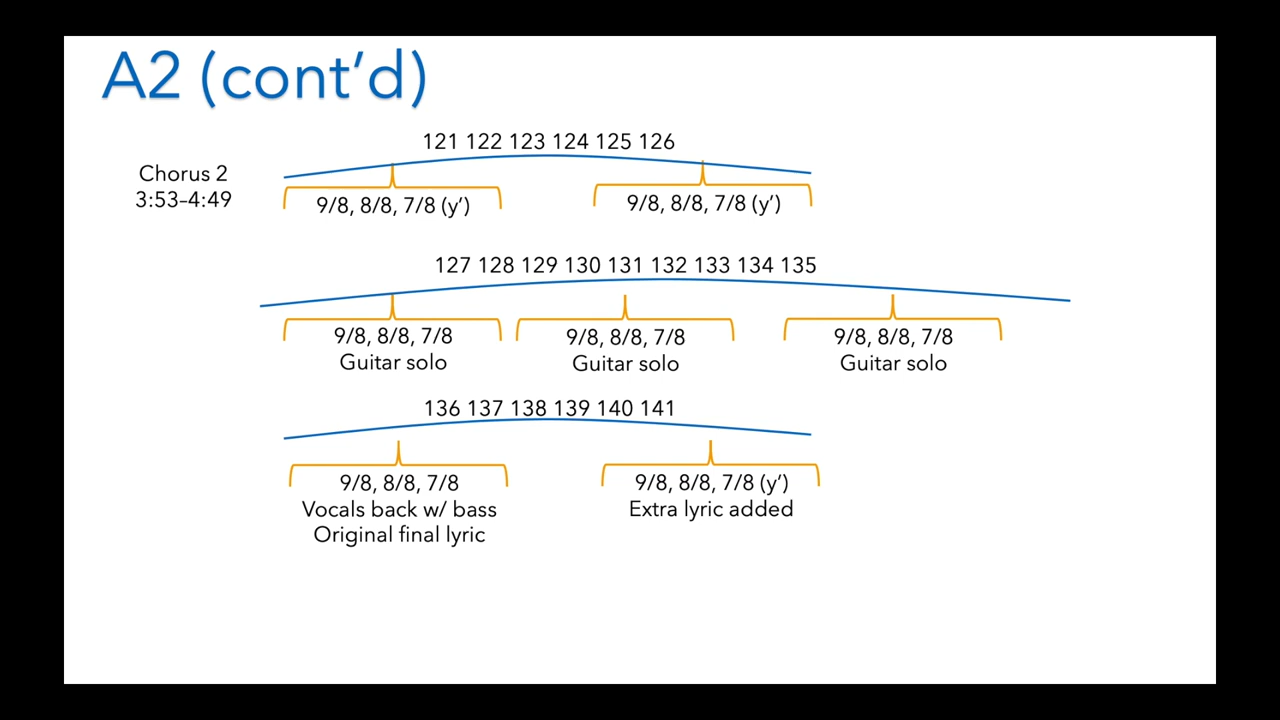 A2 (cont’d)
121 122 123 124 125 126
Chorus 2
3:53–4:49
9/8, 8/8, 7/8 (y’)
9/8, 8/8, 7/8 (y’)
127 128 129 130 131 132 133 134 135
9/8, 8/8, 7/8
Guitar solo
9/8, 8/8, 7/8
Guitar solo
9/8, 8/8, 7/8
Guitar solo
136 137 138 139 140 141
9/8, 8/8, 7/8
Vocals back w/ bass
Original final lyric
9/8, 8/8, 7/8 (y’)
Extra lyric added